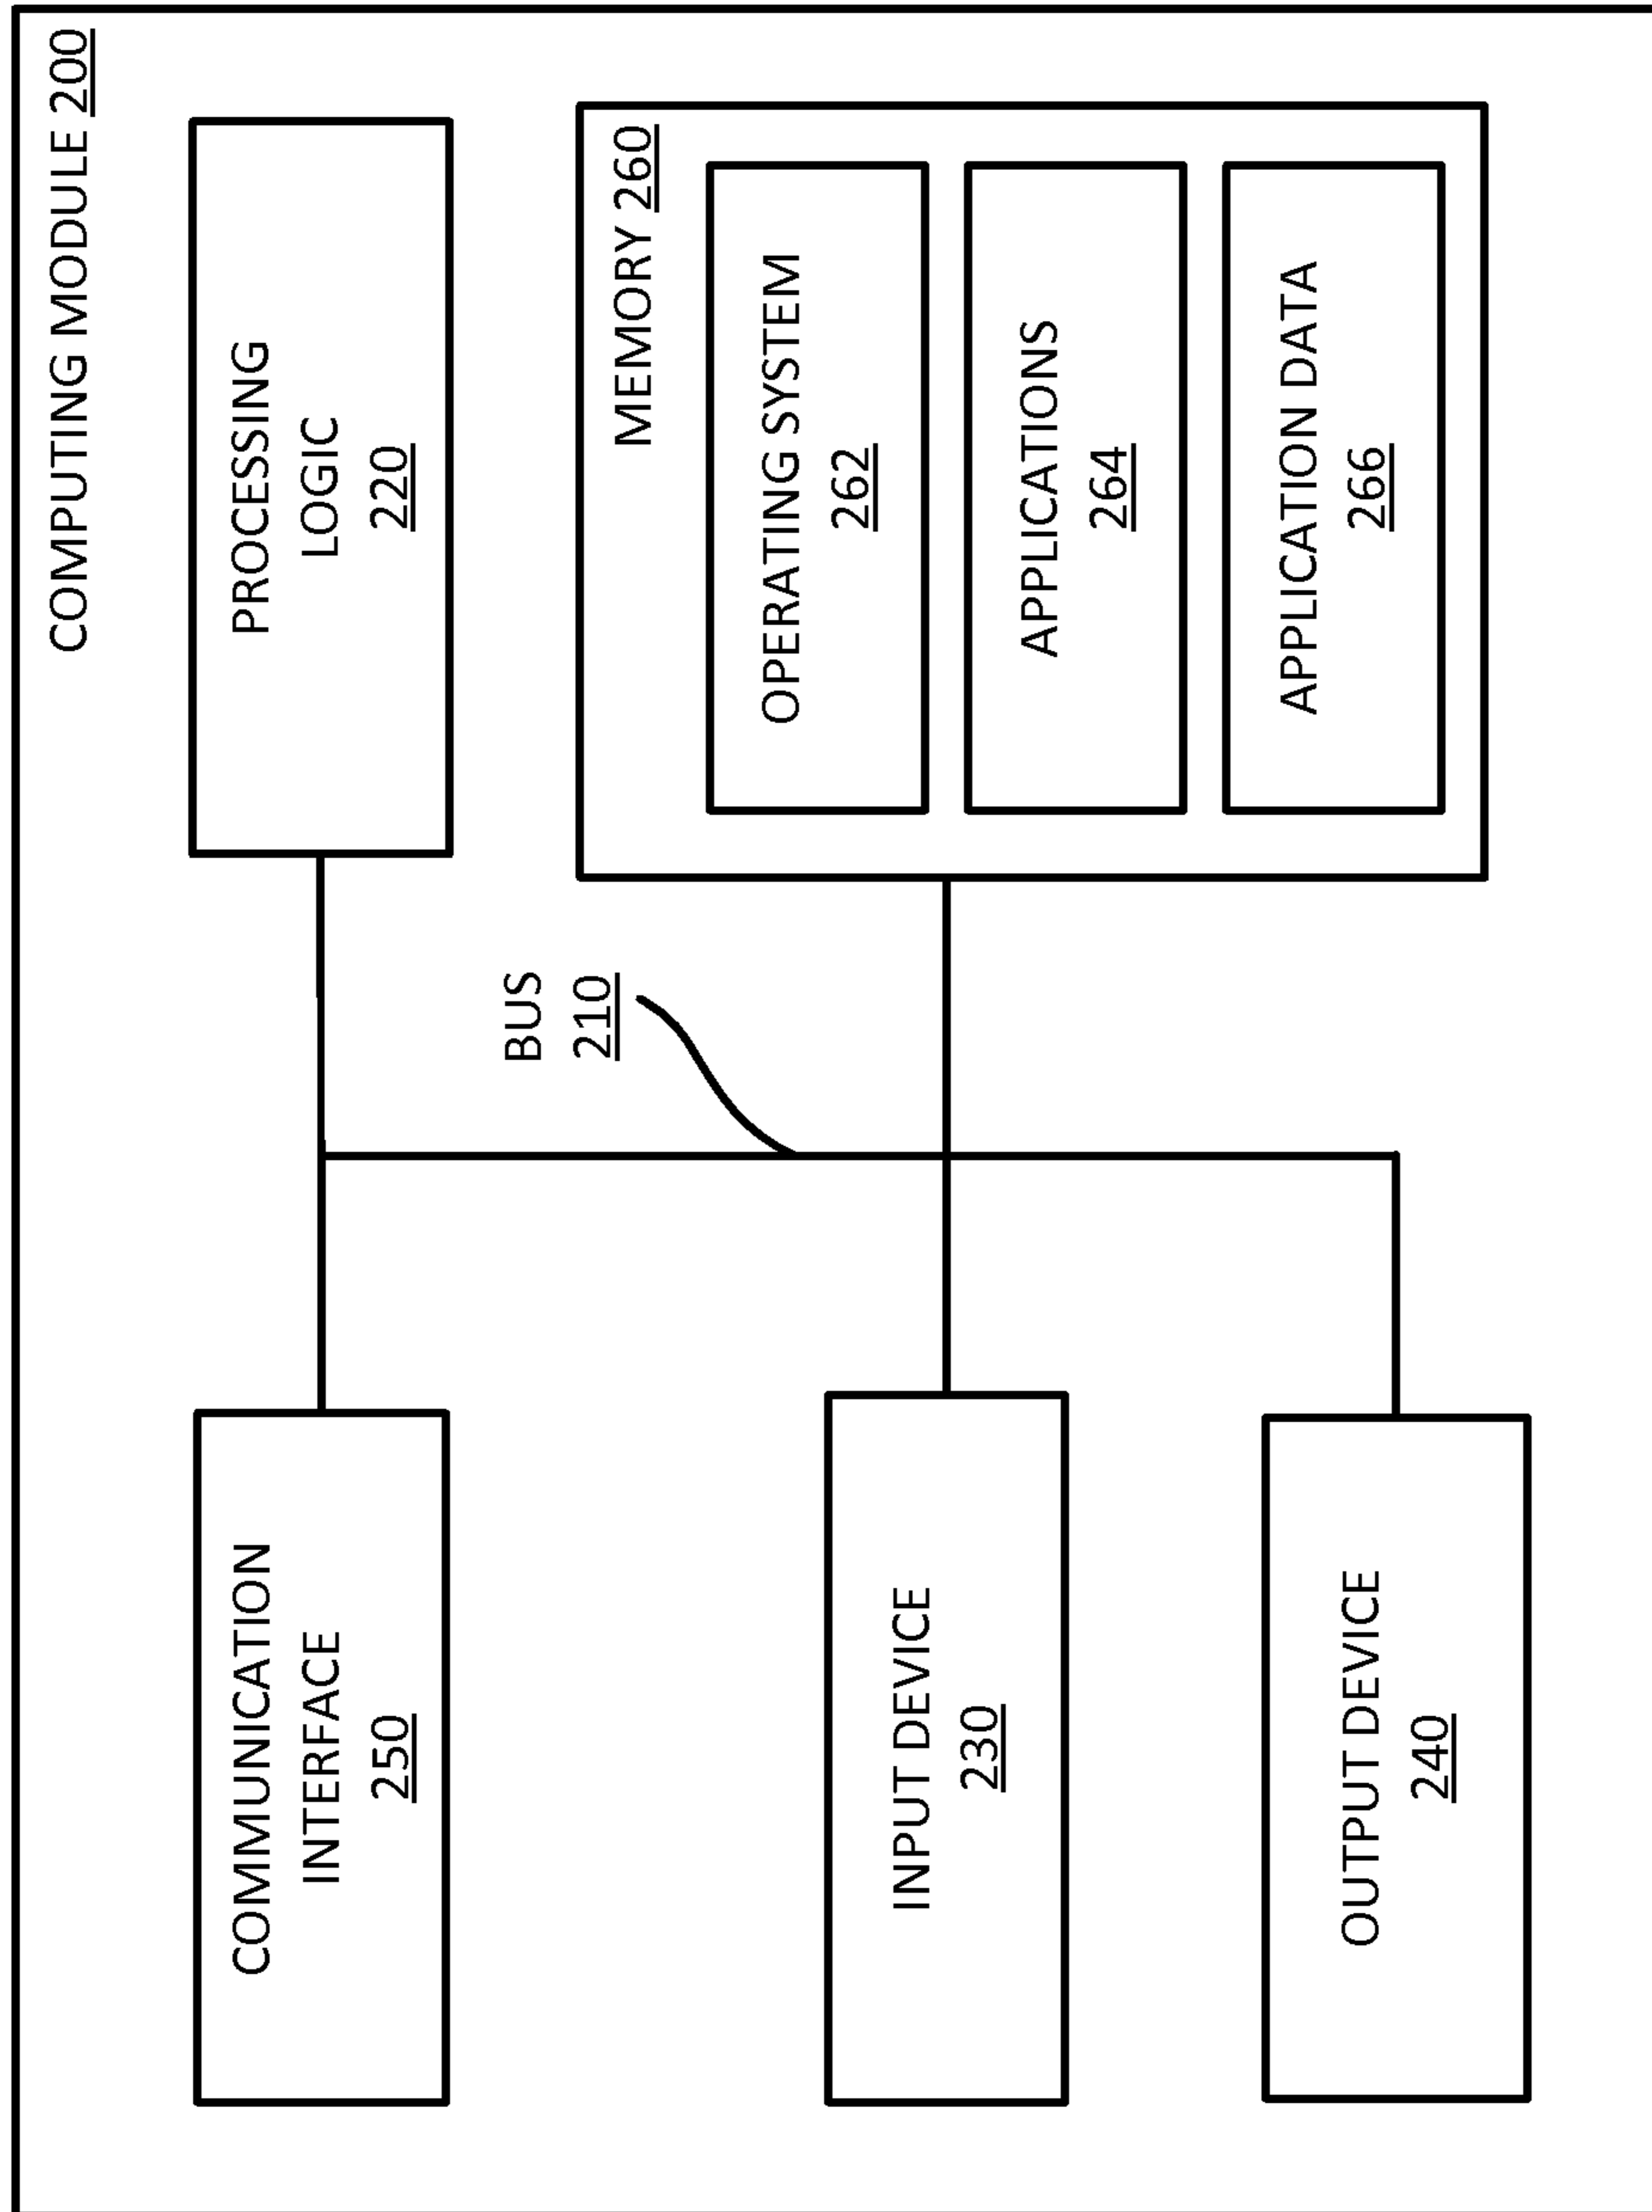 COMPUTING MODULE 200
COMMUNICATION
INTERFACE
250
PROCESSING
LOGIC
220
BUS
210
MEMORY 260
OPERATING SYSTEM
262
APPLICATIONS
264
APPLICATION DATA
266
INPUT DEVICE
230
OUTPUT DEVICE
240